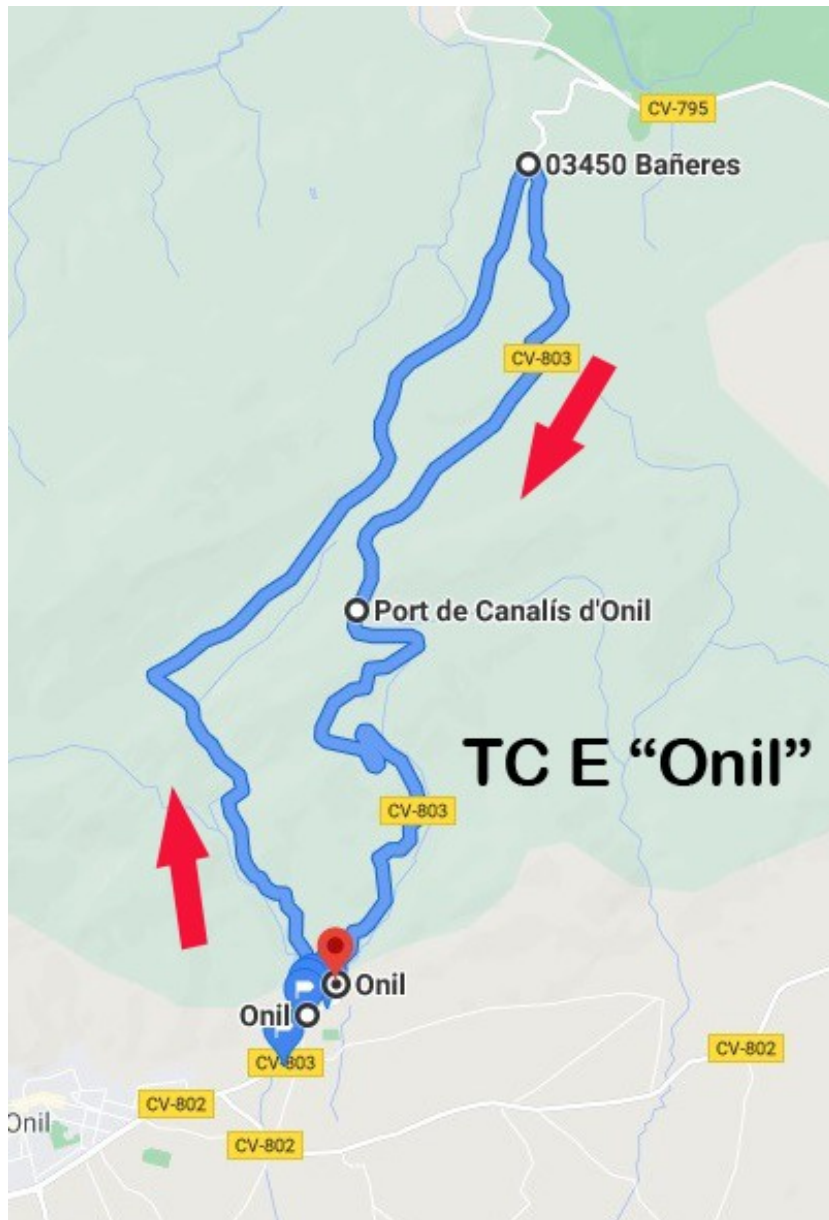 CV-795
03450 Bañeres
CV-803
Port de Canalís d'Onil
TC E “Onil”
CV-803
Onil
Onil
CV-803
CV-802
CV-802
Onil
CV-802